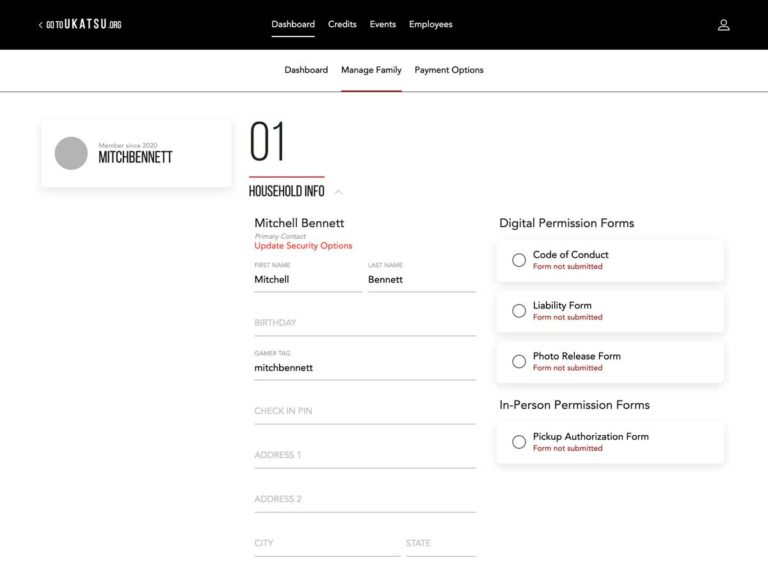 GO TO UKATSU.ORG
Dashboard Credits Events Employees
Dashboard Manage Family Payment Options
Member since 2020
MITCHBENNETT
01
HOUSEHOLD INFO
Mitchell Bennett
Primary Contact
Update Security Options
FIRST NAME LAST NAME
Mitchell Bennett
BIRTHDAY
GAMER TAG
mitchbennett
CHECK IN PIN
ADDRESS 1
ADDRESS 2
CITY STATE
Digital Permission Forms
Code of Conduct
Form not submitted
Liability Form
Form not submitted
Photo Release Form
Form not submitted
In-Person Permission Forms
Pickup Authorization Form
Form not submitted